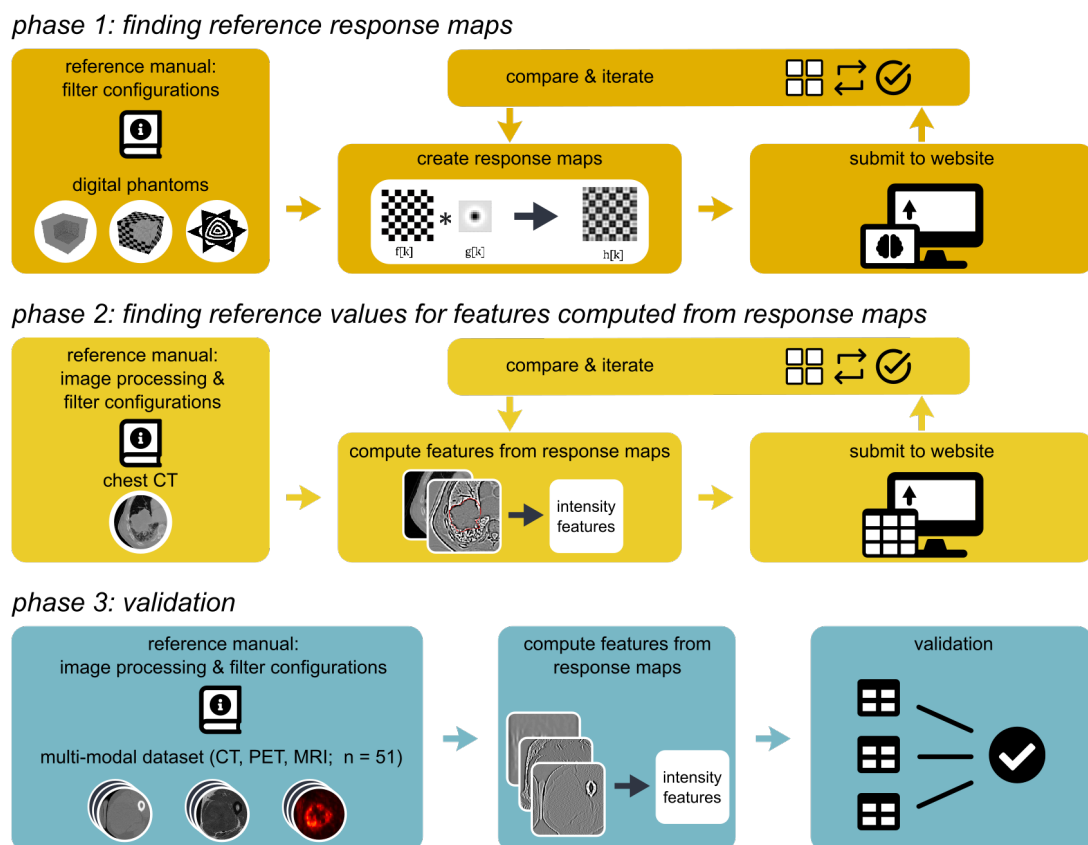 phase 1: finding reference response maps
reference manual:
filter configurations
digital phantoms
compare & iterate
create response maps
f[k]
*
g[k]
h[k]
submit to website
phase 2: finding reference values for features computed from response maps
reference manual:
image processing &
filter configurations
chest CT
compare & iterate
compute features from response maps
intensity
features
submit to website
phase 3: validation
reference manual:
image processing & filter configurations
multi-modal dataset (CT, PET, MRI; n = 51)
compute features from
response maps
intensity
features
validation